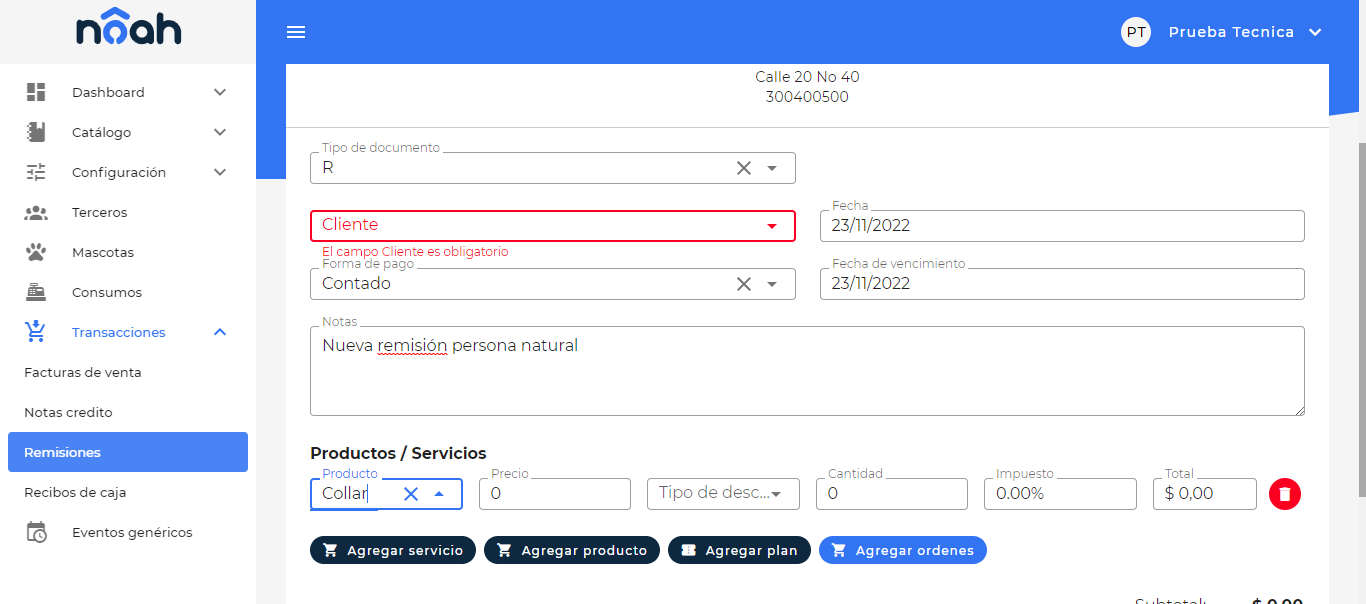 nôah
PT Prueba Tecnica
Dashboard
Catálogo
Configuración
Terceros
Mascotas
Consumos
Transacciones
Facturas de venta
Notas credito
Remisiones
Recibos de caja
Eventos genéricos
Calle 20 No 40
300400500
Tipo de documento
R
Cliente
El campo Cliente es obligatorio
Fecha
23/11/2022
Forma de pago
Contado
Fecha de vencimiento
23/11/2022
Notas
Nueva remisión persona natural
Productos / Servicios
Producto Precio Cantidad Impuesto Total
Collar 0 Tipo de desc... 0 0.00% $ 0,00
Agregar servicio Agregar producto Agregar plan Agregar ordenes
Subtotal: $ 0,00